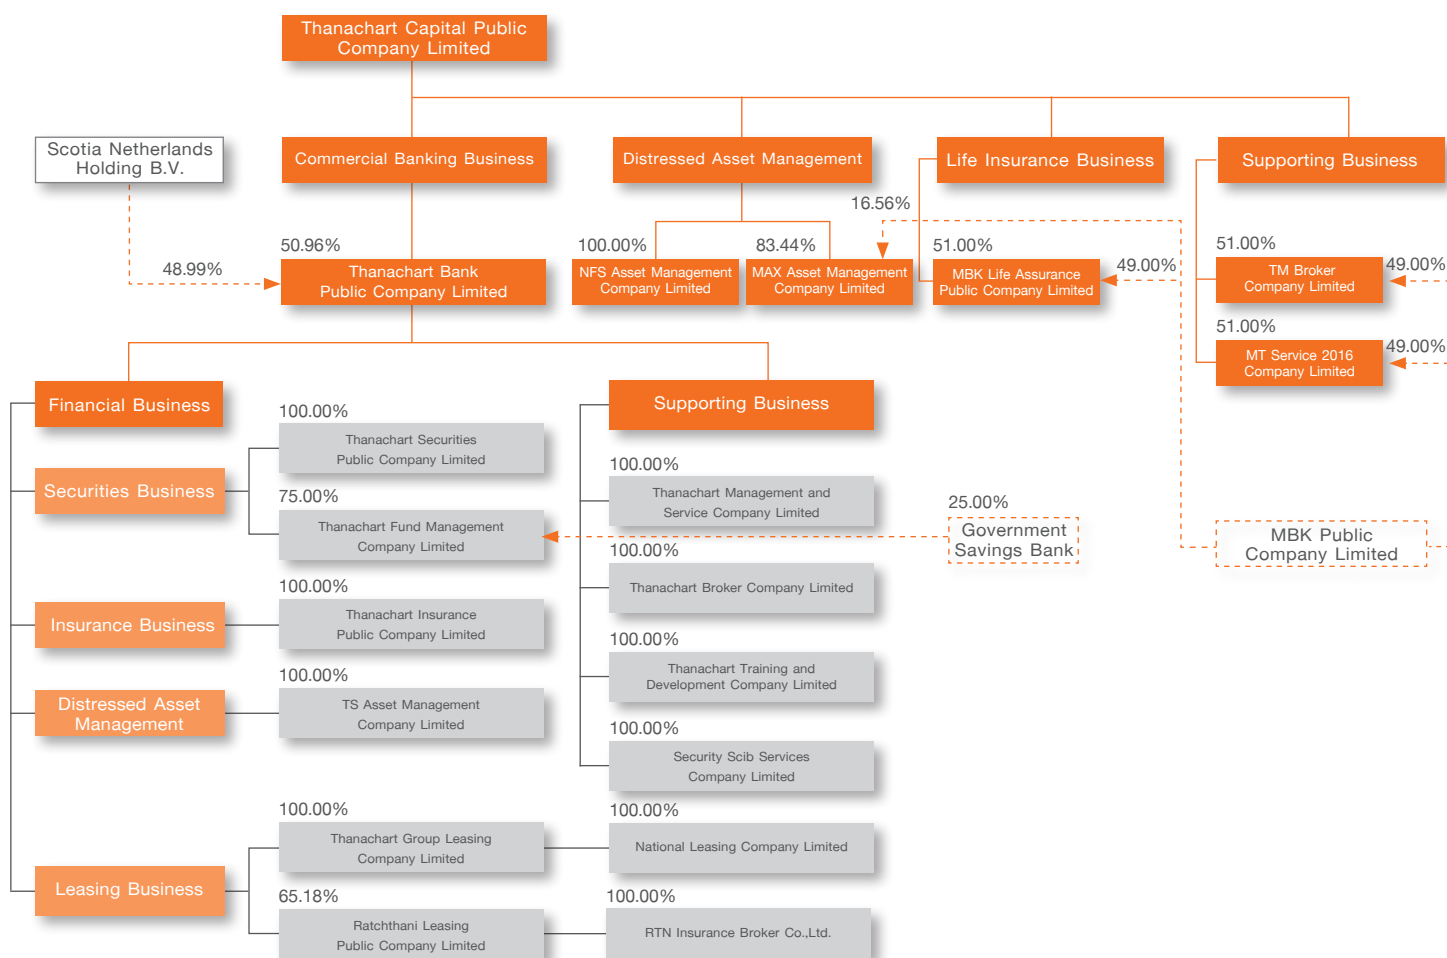 Thanachart Capital Public
Company Limited
Scotia Netherlands
Holding B.V.
Commercial Banking Business
Distressed Asset Management
Life Insurance Business
Supporting Business
48.99%
50.96%
Thanachart Bank
Public Company Limited
100.00%
NFS Asset Management
Company Limited
83.44%
MAX Asset Management
Company Limited
16.56%
51.00%
MBK Life Assurance
Public Company Limited
49.00%
51.00%
TM Broker
Company Limited
49.00%
51.00%
MT Service 2016
Company Limited
49.00%
Financial Business
Supporting Business
Securities Business
100.00%
Thanachart Securities
Public Company Limited
75.00%
Thanachart Fund Management
Company Limited
100.00%
Thanachart Management and
Service Company Limited
25.00%
Government
Savings Bank
MBK Public
Company Limited
100.00%
Thanachart Broker Company Limited
Insurance Business
100.00%
Thanachart Insurance
Public Company Limited
100.00%
Thanachart Training and
Development Company Limited
Distressed Asset
Management
100.00%
TS Asset Management
Company Limited
100.00%
Security Scib Services
Company Limited
Leasing Business
100.00%
Thanachart Group Leasing
Company Limited
100.00%
National Leasing Company Limited
65.18%
Ratchthani Leasing
Public Company Limited
100.00%
RTN Insurance Broker Co.,Ltd.